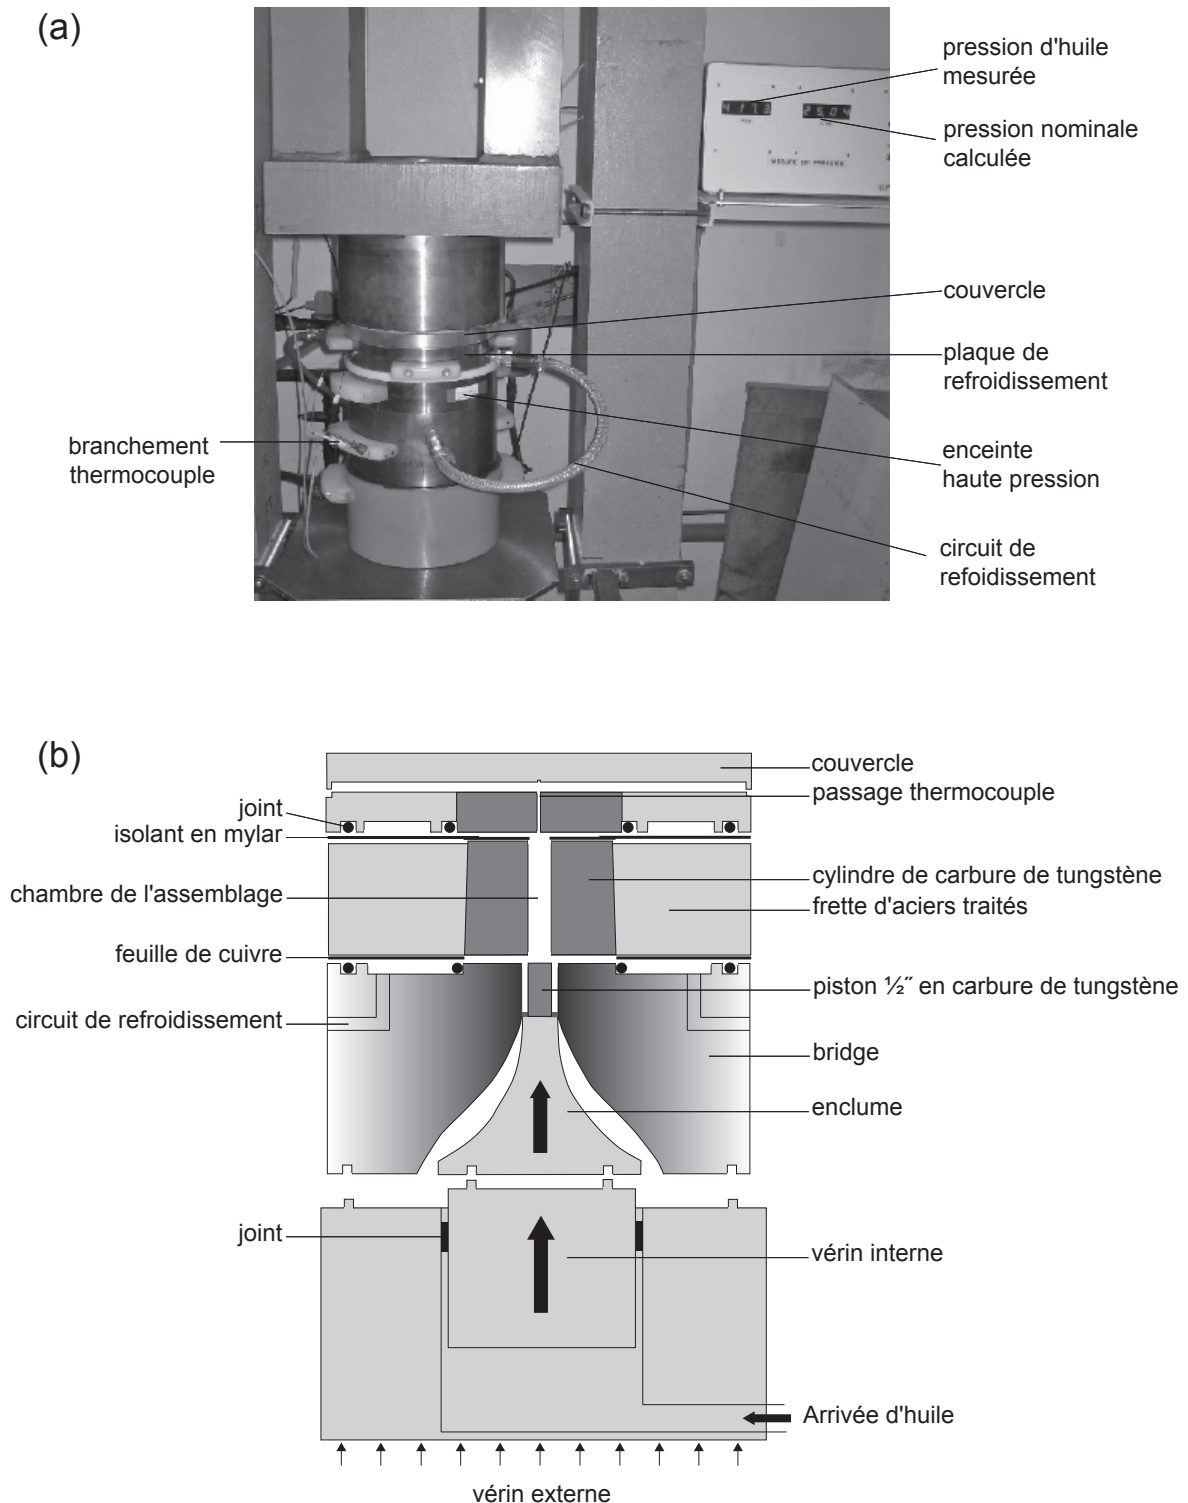 (a)
pression d'huile
mesurée
pression nominale
calculée
couvercle
plaque de
refroidissement
branchement
thermocouple
enceinte
haute pression
circuit de
refoidissement
(b)
couvercle
passage thermocouple
joint
isolant en mylar
cylindre de carbure de tungstène
chambre de l'assemblage
frette d'aciers traités
feuille de cuivre
piston ½˝ en carbure de tungstène
circuit de refroidissement
bridge
enclume
joint
vérin interne
Arrivée d'huile
vérin externe